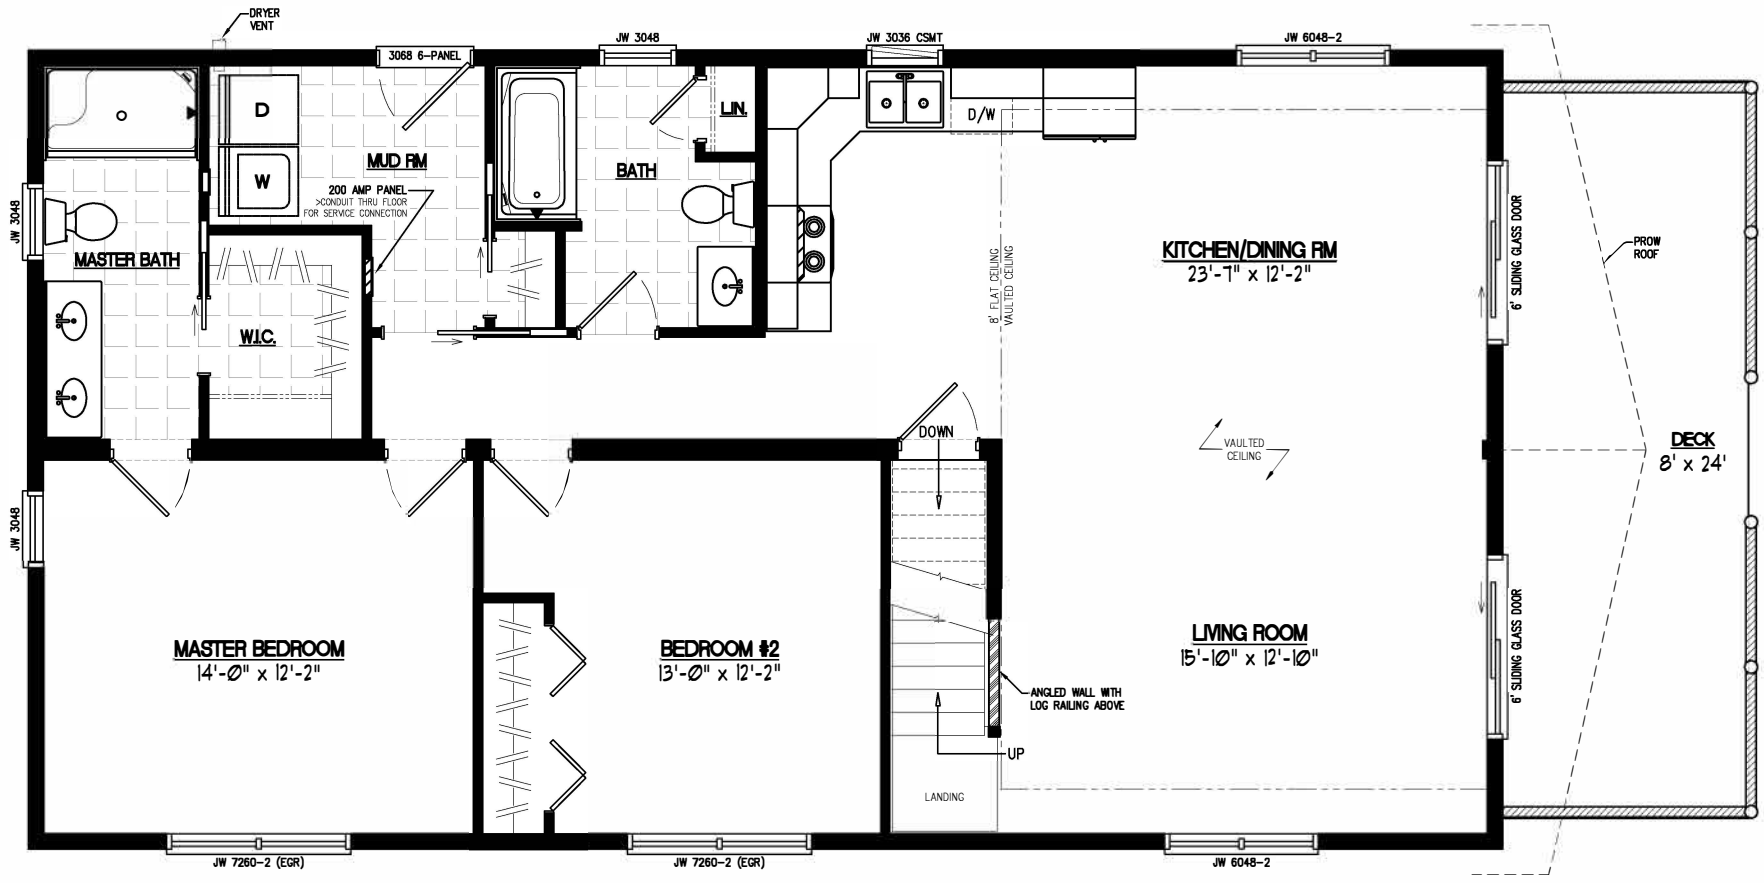 DRYER
VENT
3068 6-PANEL
JW 3048
JW 3036 CSMT
JW 6048-2
D
W
MUD RM
200 AMP PANEL
>CONDUIT THRU FLOOR
FOR SERVICE CONNECTION
BATH
LIN.
D/W
JW 3048
MASTER BATH
W.I.C.
8' FLAT CEILING
VAULTED CEILING
KITCHEN/DINING RM
23'-7" x 12'-2"
6' SLIDING GLASS DOOR
PROW
ROOF
DOWN
VAULTED
CEILING
DECK
8' x 24'
JW 3048
MASTER BEDROOM
14'-0" x 12'-2"
BEDROOM #2
13'-0" x 12'-2"
LIVING ROOM
15'-10" x 12'-10"
6' SLIDING GLASS DOOR
ANGLED WALL WITH
LOG RAILING ABOVE
UP
LANDING
JW 7260-2 (EGR)
JW 7260-2 (EGR)
JW 6048-2